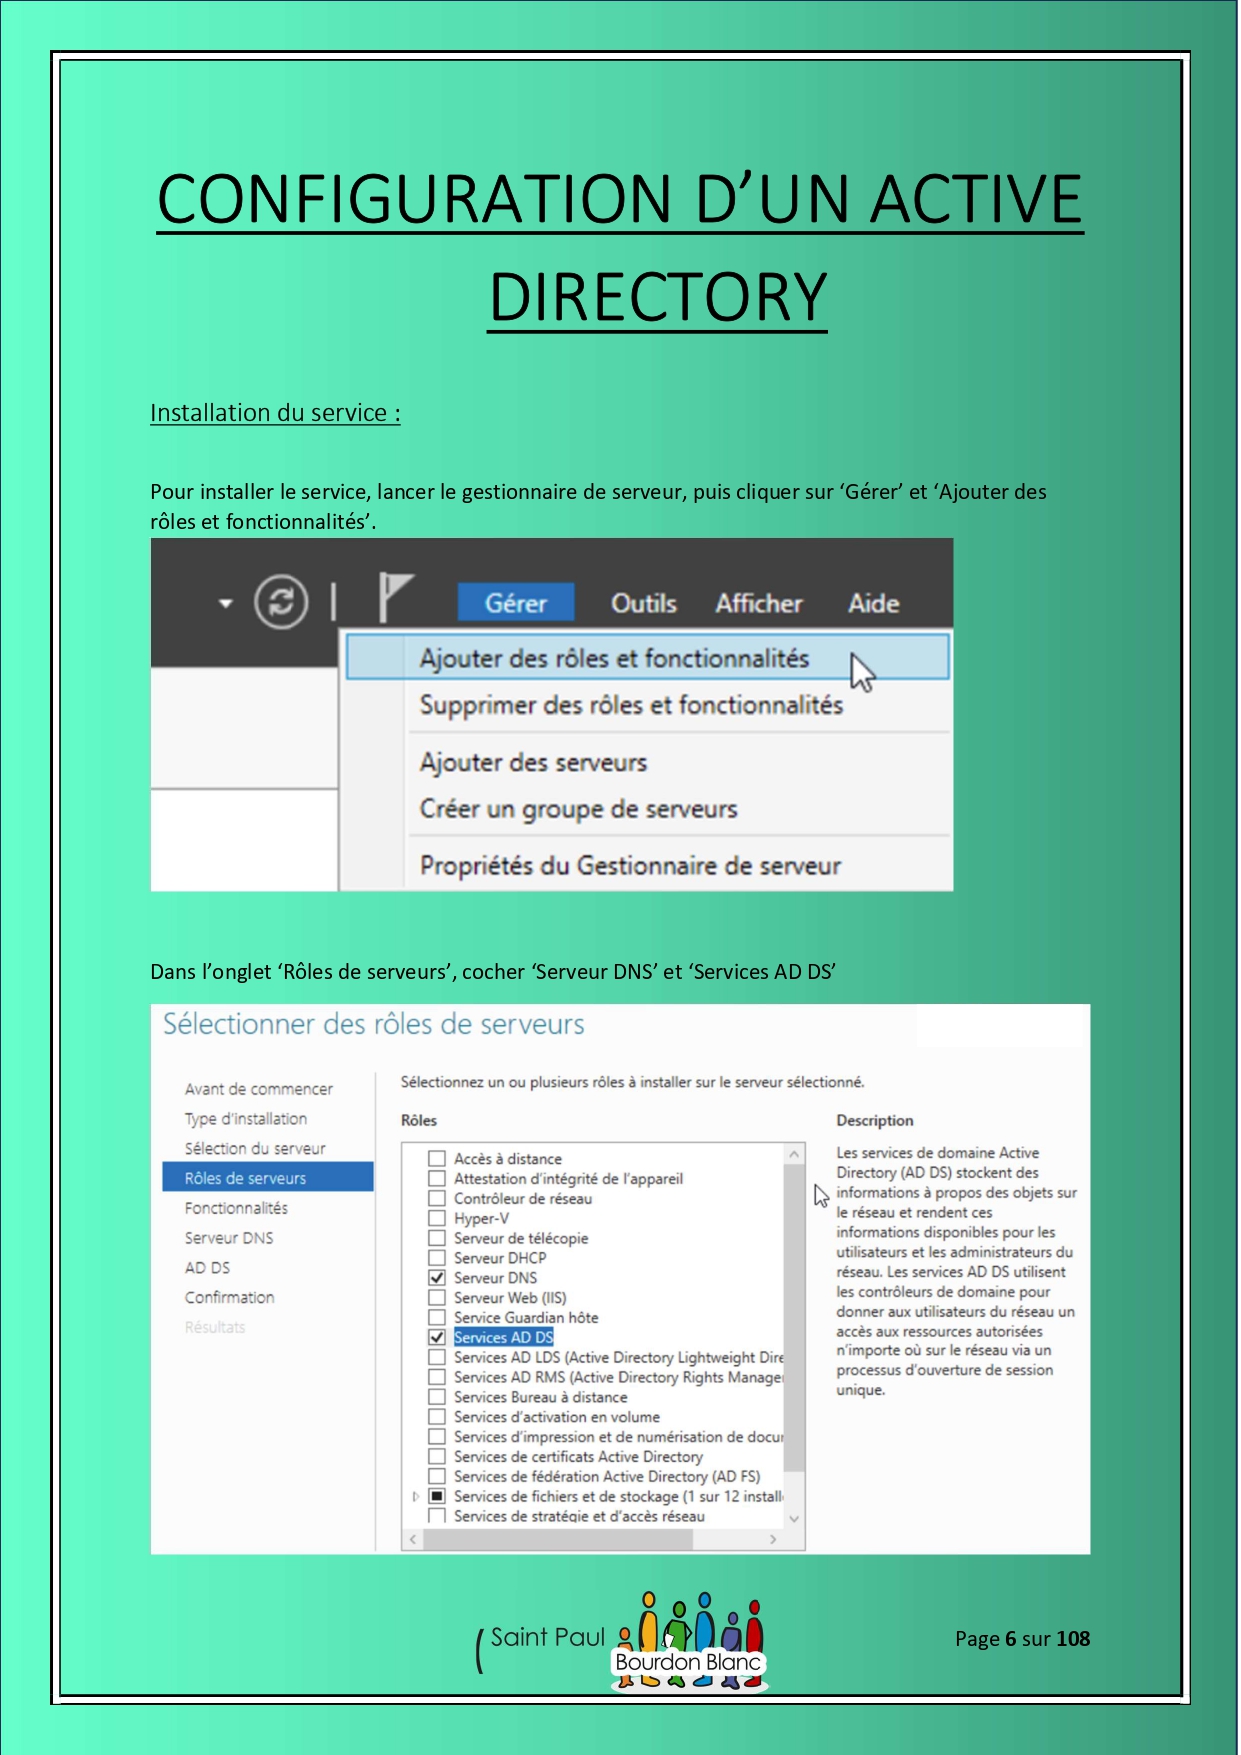 CONFIGURATION D’UN ACTIVE
DIRECTORY
Installation du service :
Pour installer le service, lancer le gestionnaire de serveur, puis cliquer sur ‘Gérer’ et ‘Ajouter des
rôles et fonctionnalités’.
Gérer Outils Afficher Aide
Ajouter des rôles et fonctionnalités
Supprimer des rôles et fonctionnalités
Ajouter des serveurs
Créer un groupe de serveurs
Propriétés du Gestionnaire de serveur
Dans l’onglet ‘Rôles de serveurs’, cocher ‘Serveur DNS’ et ‘Services AD DS’
Sélectionner des rôles de serveurs
Avant de commencer
Type d'installation
Sélection du serveur
Rôles de serveurs
Fonctionnalités
Serveur DNS
AD DS
Confirmation
Résultats
Sélectionnez un ou plusieurs rôles à installer sur le serveur sélectionné.
Rôles
Accès à distance
Attestation d’intégrité de l’appareil
Contrôleur de réseau
Hyper-V
Serveur de télécopie
Serveur DHCP
Serveur DNS
Serveur Web (IIS)
Service Guardian hôte
Services AD DS
Services AD LDS (Active Directory Lightweight Dire
Services AD RMS (Active Directory Rights Manage
Services Bureau à distance
Services d’activation en volume
Services d’impression et de numérisation de docu
Services de certificats Active Directory
Services de fédération Active Directory (AD FS)
Services de fichiers et de stockage (1 sur 12 install
Services de stratégie et d’accès réseau
Description
Les services de domaine Active
Directory (AD DS) stockent des
informations à propos des objets sur
le réseau et rendent ces
informations disponibles pour les
utilisateurs et les administrateurs du
réseau. Les services AD DS utilisent
les contrôleurs de domaine pour
donner aux utilisateurs du réseau un
accès aux ressources autorisées
n’importe où sur le réseau via un
processus d’ouverture de session
unique.
Saint Paul
Bourdon Blanc
Page 6 sur 108